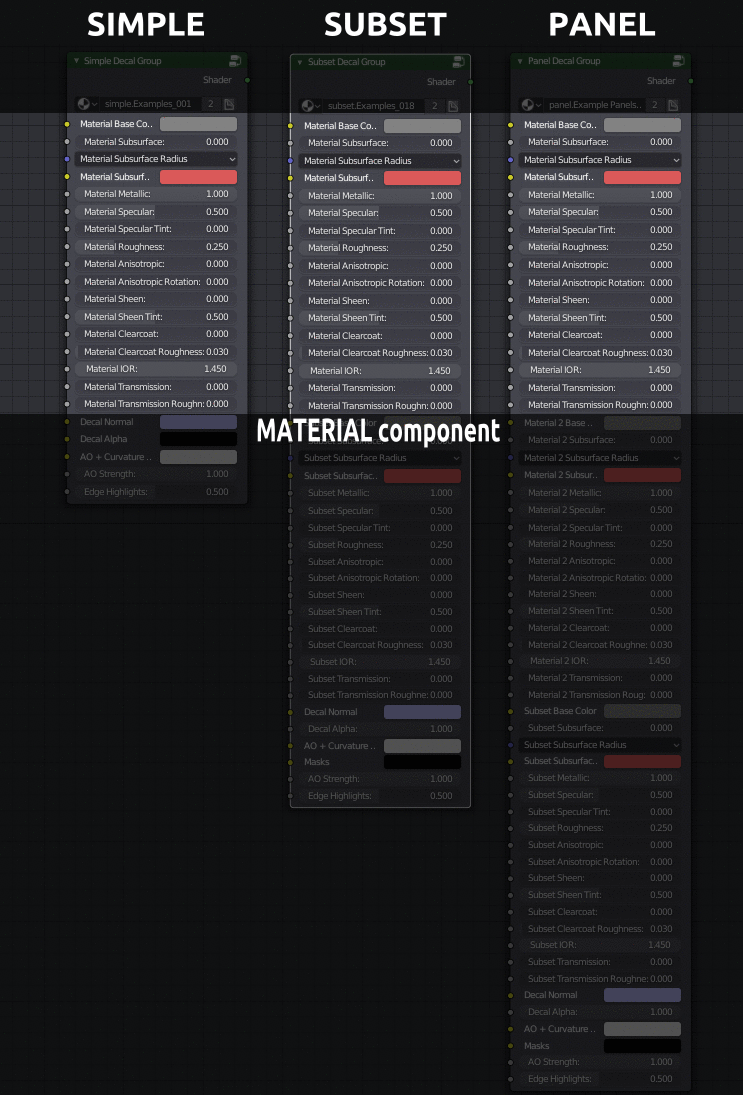 SIMPLE SUBSET PANEL
Simple Decal Group
Shader
simple.Examples_001 2
Material Base Co..
Material Subsurface: 0.000
Material Subsurface Radius
Material Subsurf..
Material Metallic: 1.000
Material Specular: 0.500
Material Specular Tint: 0.000
Material Roughness: 0.250
Material Anisotropic: 0.000
Material Anisotropic Rotation: 0.000
Material Sheen: 0.000
Material Sheen Tint: 0.500
Material Clearcoat: 0.000
Material Clearcoat Roughness: 0.030
Material IOR: 1.450
Material Transmission: 0.000
Material Transmission Roughn: 0.000
Decal Normal
Decal Alpha
AO + Curvature ..
AO Strength: 1.000
Edge Highlights: 0.500
Subset Decal Group
Shader
subset.Examples_018 2
Material Base Co..
Material Subsurface: 0.000
Material Subsurface Radius
Material Subsurf..
Material Metallic: 1.000
Material Specular: 0.500
Material Specular Tint: 0.000
Material Roughness: 0.250
Material Anisotropic: 0.000
Material Anisotropic Rotation: 0.000
Material Sheen: 0.000
Material Sheen Tint: 0.500
Material Clearcoat: 0.000
Material Clearcoat Roughness: 0.030
Material IOR: 1.450
Material Transmission: 0.000
Material Transmission Roughn: 0.000
MATERIAL component
Subset Subsurface Radius
Subset Subsurfac..
Subset Metallic: 1.000
Subset Specular: 0.500
Subset Specular Tint: 0.000
Subset Roughness: 0.250
Subset Anisotropic: 0.000
Subset Anisotropic Rotation: 0.000
Subset Sheen: 0.000
Subset Sheen Tint: 0.500
Subset Clearcoat: 0.000
Subset Clearcoat Roughness: 0.030
Subset IOR: 1.450
Subset Transmission: 0.000
Subset Transmission Roughne: 0.000
Decal Normal
Decal Alpha: 1.000
AO + Curvature ..
Masks
AO Strength: 1.000
Edge Highlights: 0.500
Panel Decal Group
Shader
panel.Example Panels.. 2
Material Base Co..
Material Subsurface: 0.000
Material Subsurface Radius
Material Subsurf..
Material Metallic: 1.000
Material Specular: 0.500
Material Specular Tint: 0.000
Material Roughness: 0.250
Material Anisotropic: 0.000
Material Anisotropic Rotation: 0.000
Material Sheen: 0.000
Material Sheen Tint: 0.500
Material Clearcoat: 0.000
Material Clearcoat Roughness: 0.030
Material IOR: 1.450
Material Transmission: 0.000
Material Transmission Roughn: 0.000
Material 2 Base ..
Material 2 Subsurface: 0.000
Material 2 Subsurface Radius
Material 2 Subsur..
Material 2 Metallic: 1.000
Material 2 Specular: 0.500
Material 2 Specular Tint: 0.000
Material 2 Roughness: 0.250
Material 2 Anisotropic: 0.000
Material 2 Anisotropic Rotatio: 0.000
Material 2 Sheen: 0.000
Material 2 Sheen Tint: 0.500
Material 2 Clearcoat: 0.000
Material 2 Clearcoat Roughne: 0.030
Material 2 IOR: 1.450
Material 2 Transmission: 0.000
Material 2 Transmission Roug: 0.000
Subset Base Color
Subset Subsurface: 0.000
Subset Subsurface Radius
Subset Subsurfac..
Subset Metallic: 1.000
Subset Specular: 0.500
Subset Specular Tint: 0.000
Subset Roughness: 0.250
Subset Anisotropic: 0.000
Subset Anisotropic Rotation: 0.000
Subset Sheen: 0.000
Subset Sheen Tint: 0.500
Subset Clearcoat: 0.000
Subset Clearcoat Roughness: 0.030
Subset IOR: 1.450
Subset Transmission: 0.000
Subset Transmission Roughne: 0.000
Decal Normal
Decal Alpha: 1.000
AO + Curvature ..
Masks
AO Strength: 1.000
Edge Highlights: 0.500